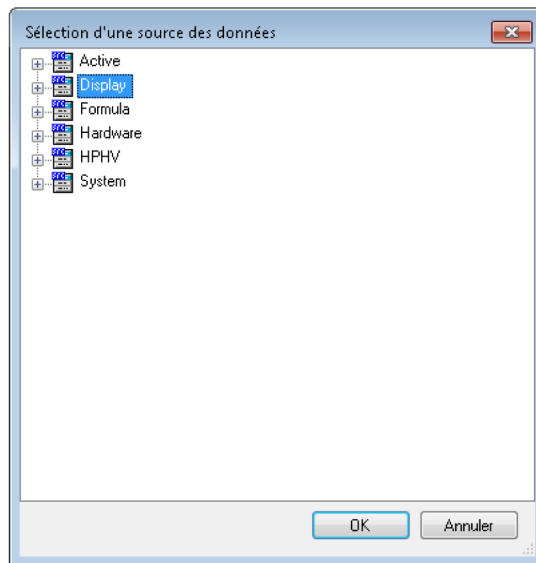 Sélection d'une source des données
Active
Display
Formula
Hardware
HPHV
System
OK
Annuler